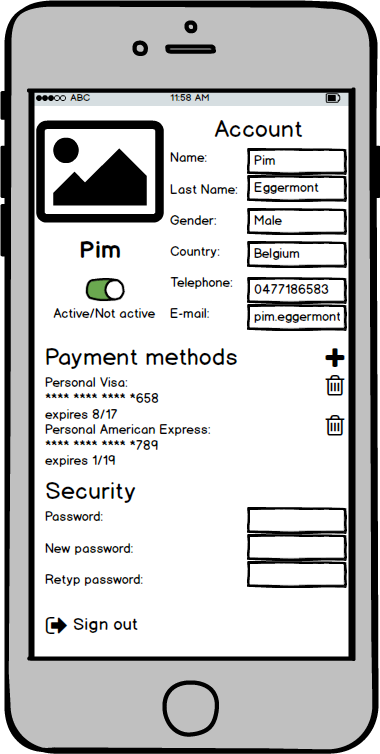 ABC 11:58 AM
Account
Name: Pim
Last Name: Eggermont
Gender: Male
Pim
Country: Belgium
Telephone: 0477186583
Active/Not active
E-mail: pim.eggermont
Payment methods
Personal Visa:
**** **** **** *658
expires 8/17
Personal American Express:
**** **** **** *789
expires 1/19
Security
Password:
New password:
Retyp password:
Sign out